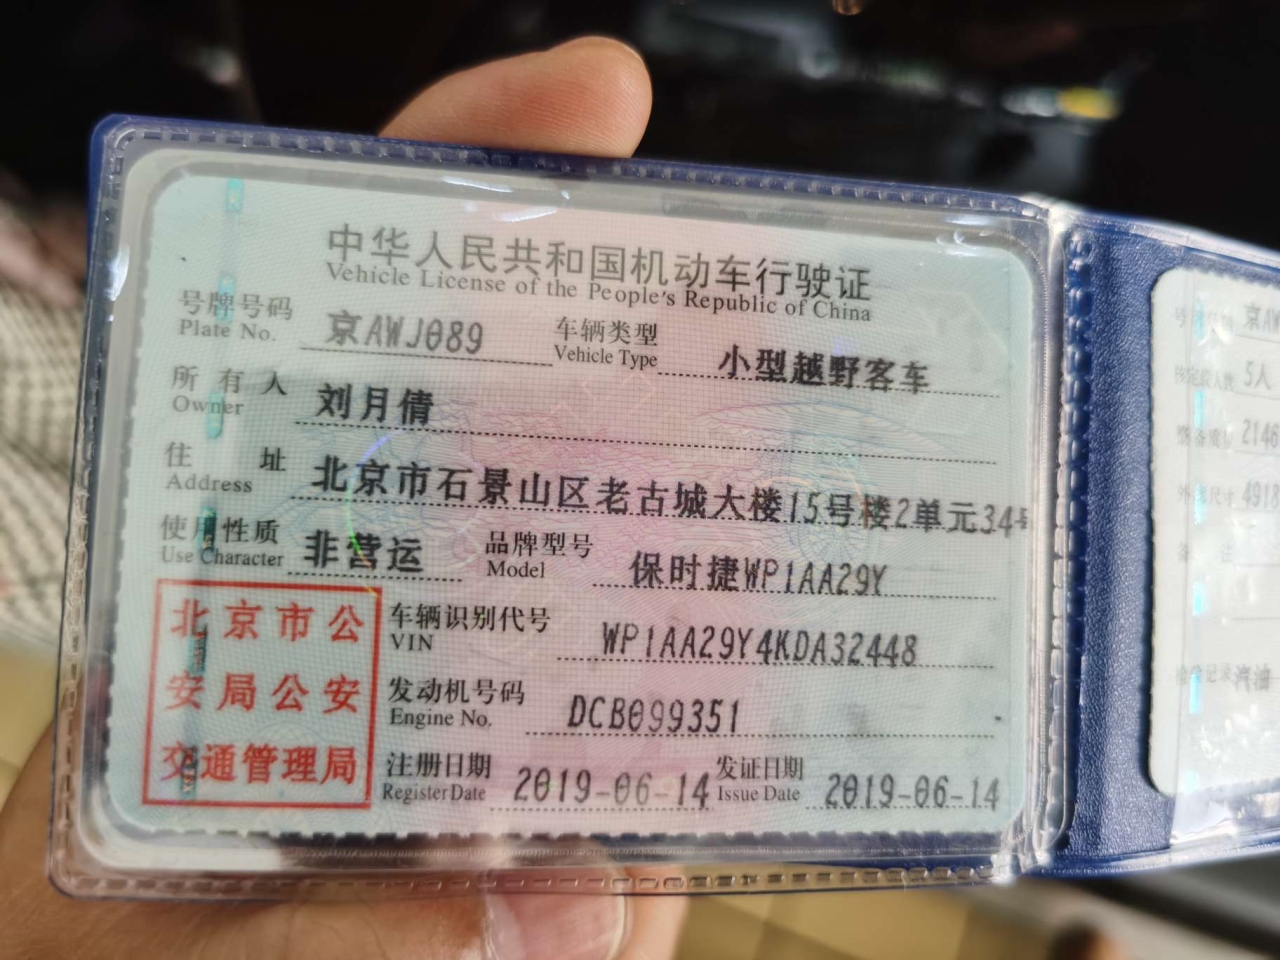 中华人民共和国机动车行驶证
Vehicle License of the People's Republic of China
号牌号码 京AWJ089 车辆类型 小型越野客车
Plate No. Vehicle Type
所有人 刘月倩
Owner
住址 北京市石景山区老古城大楼15号楼2单元34号
Address
使用性质 非营运 品牌型号 保时捷WP1AA29Y
Use Character Model
北京市公
安局公安
交通管理局
车辆识别代号 WP1AA29Y4KDA32448
VIN
发动机号码 DCB099351
Engine No.
注册日期 2019-06-14 发证日期 2019-06-14
Register Date Issue Date
京AW
5人
2146
4918
汽油